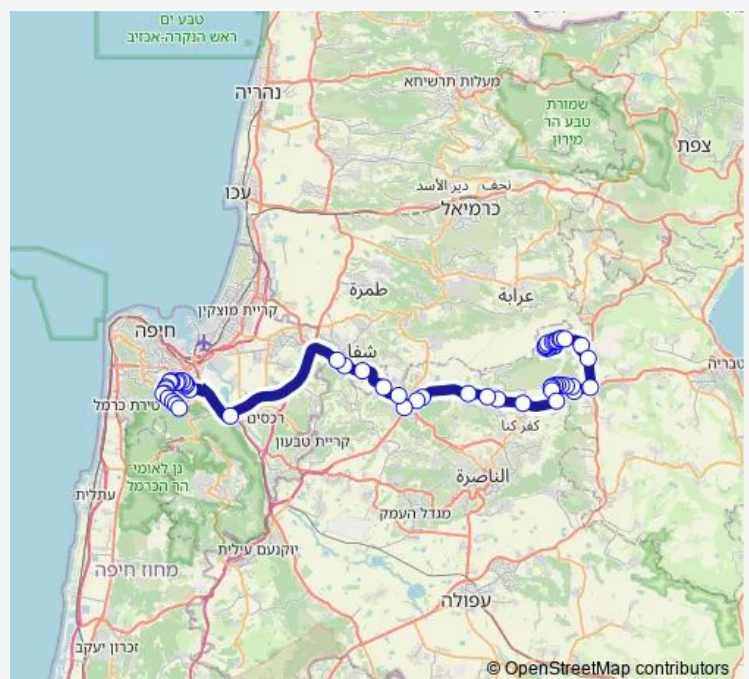 טבע ים
ראש הנקרה-אכזיב
מעלות תרשיחא
נהריה
שמורת
טבע הר
מירון
צפת
عكו
نحف دير الأسد
כרמיאל
טמרה
עראבה
קריית מוצקין
חיפה
שפר
טבריה
טירת כרמל
רכסים
כפר כנא
קריית טבעון
הנצרת
גן לאומי
הר הכרמל
מגדל העמק
עתלית
יוקנעם עילית
מחוז חיפה
עפולה
זכרון יעקב
© OpenStreetMap contributors